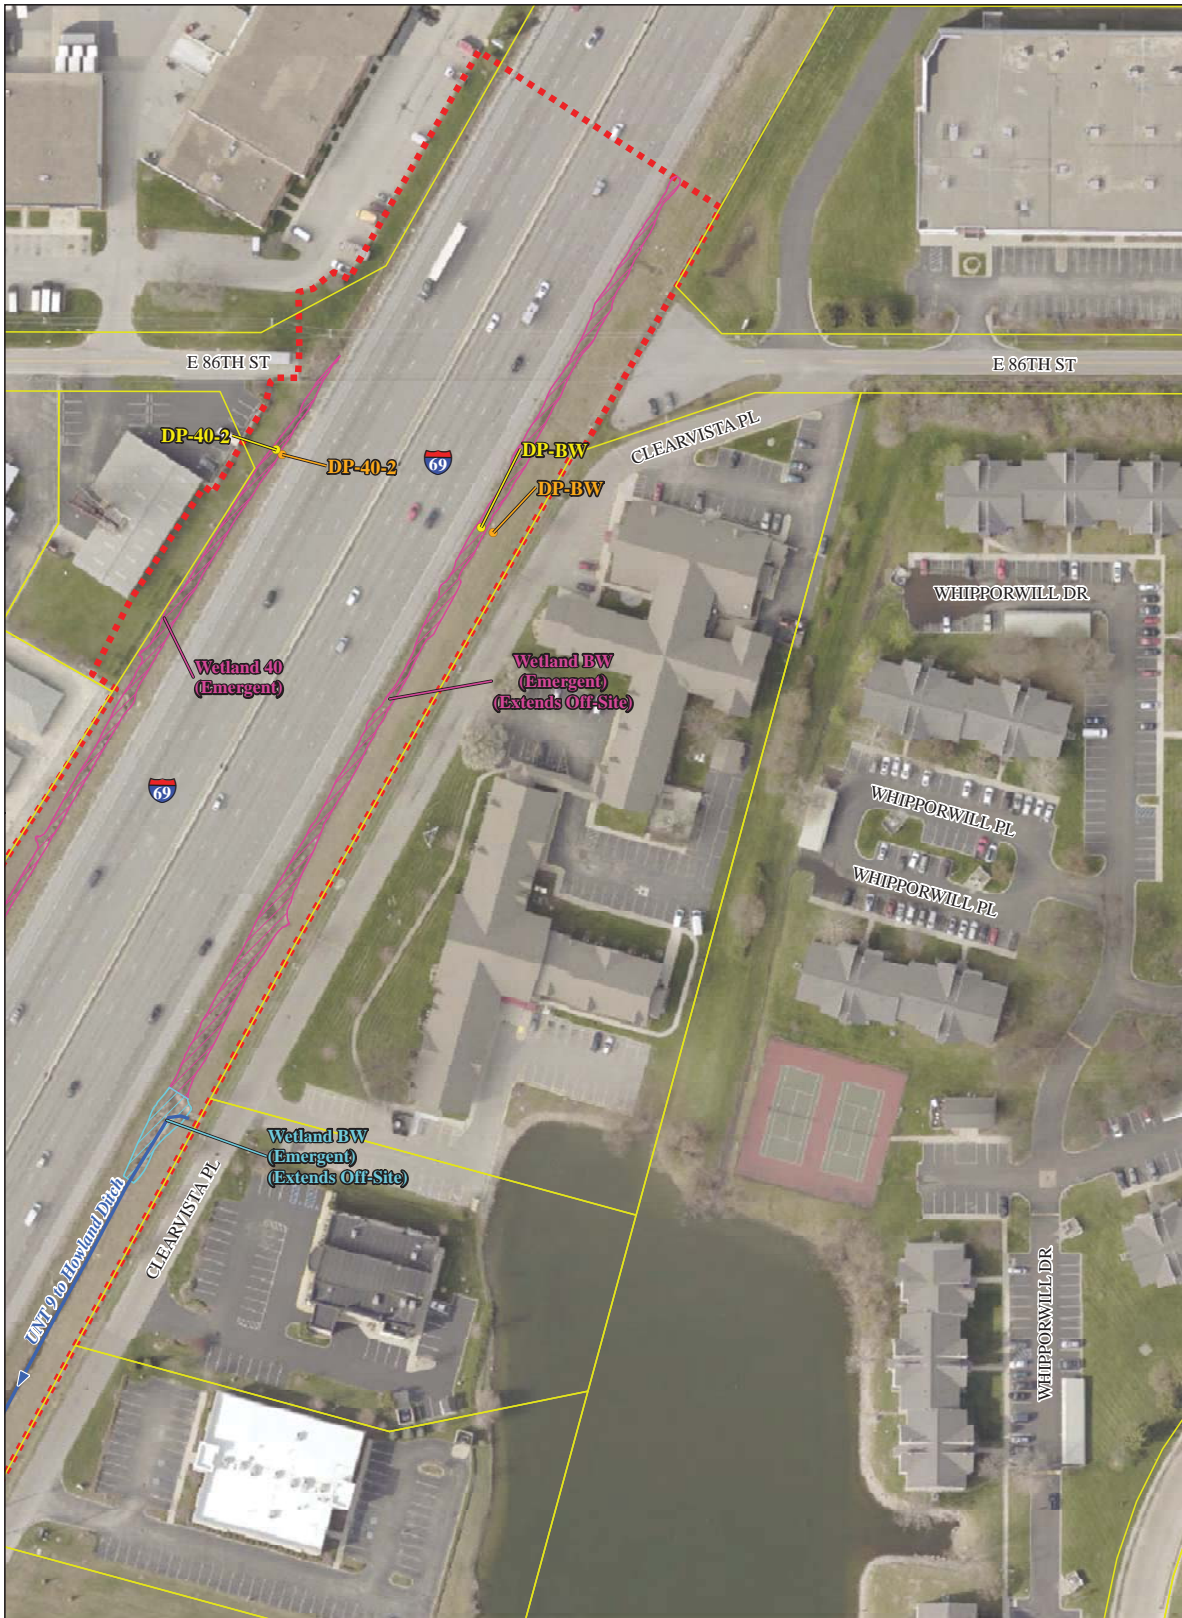 E 86TH ST
E 86TH ST
CLEARVISTA PL
DP-40-2
DP-40-2
69
DP-BW
DP-BW
WHIPPORWILL DR
Wetland 40
(Emergent)
Wetland BW
(Emergent)
(Extends Off-Site)
69
WHIPPORWILL PL
WHIPPORWILL PL
Wetland BW
(Emergent)
(Extends Off-Site)
CLEARVISTA PL
UNT 9 to Howland Ditch
WHIPPORWILL DR